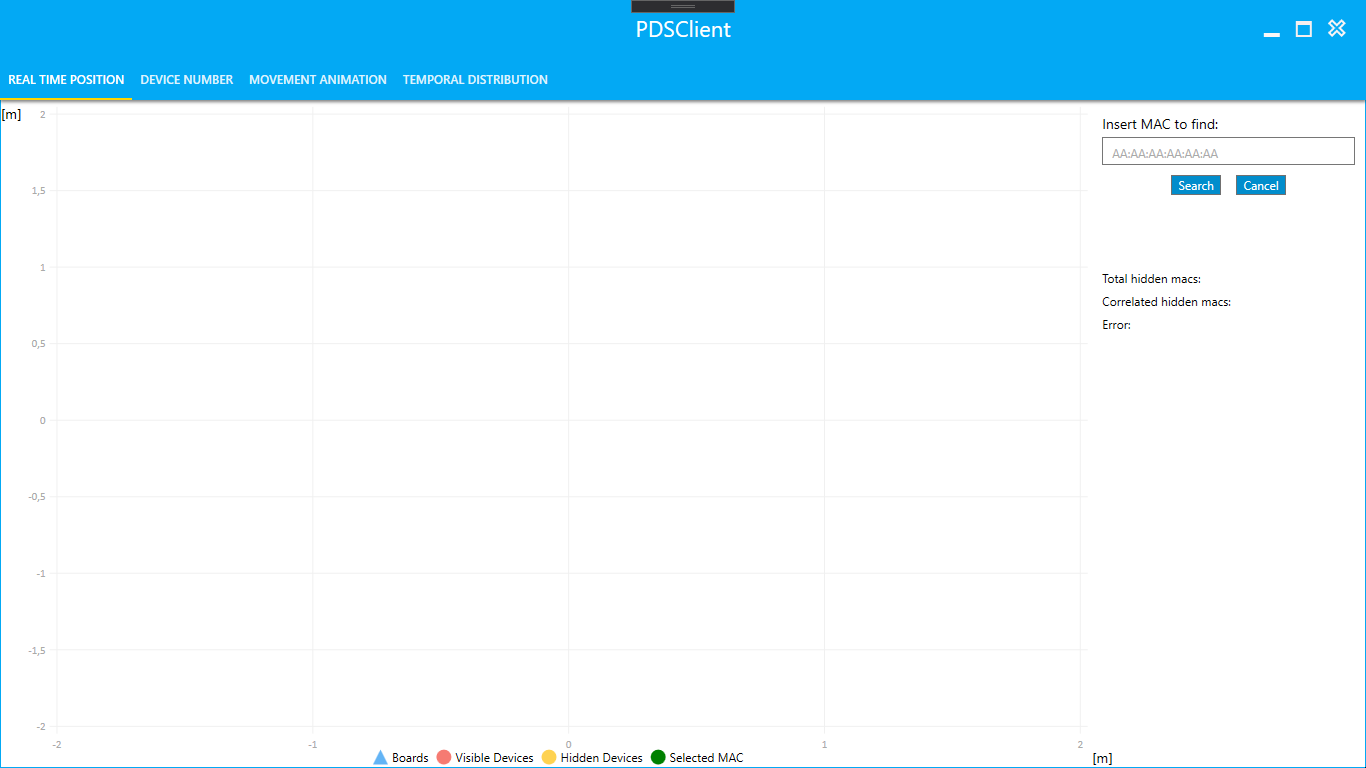 PDSClient
REAL TIME POSITION DEVICE NUMBER MOVEMENT ANIMATION TEMPORAL DISTRIBUTION
[m]
2
1,5
1
0,5
0
-0,5
-1
-1,5
-2
-2 -1 0 1 2
[m]
Boards Visible Devices Hidden Devices Selected MAC
Insert MAC to find:
AA:AA:AA:AA:AA:AA
Search Cancel
Total hidden macs:
Correlated hidden macs:
Error: